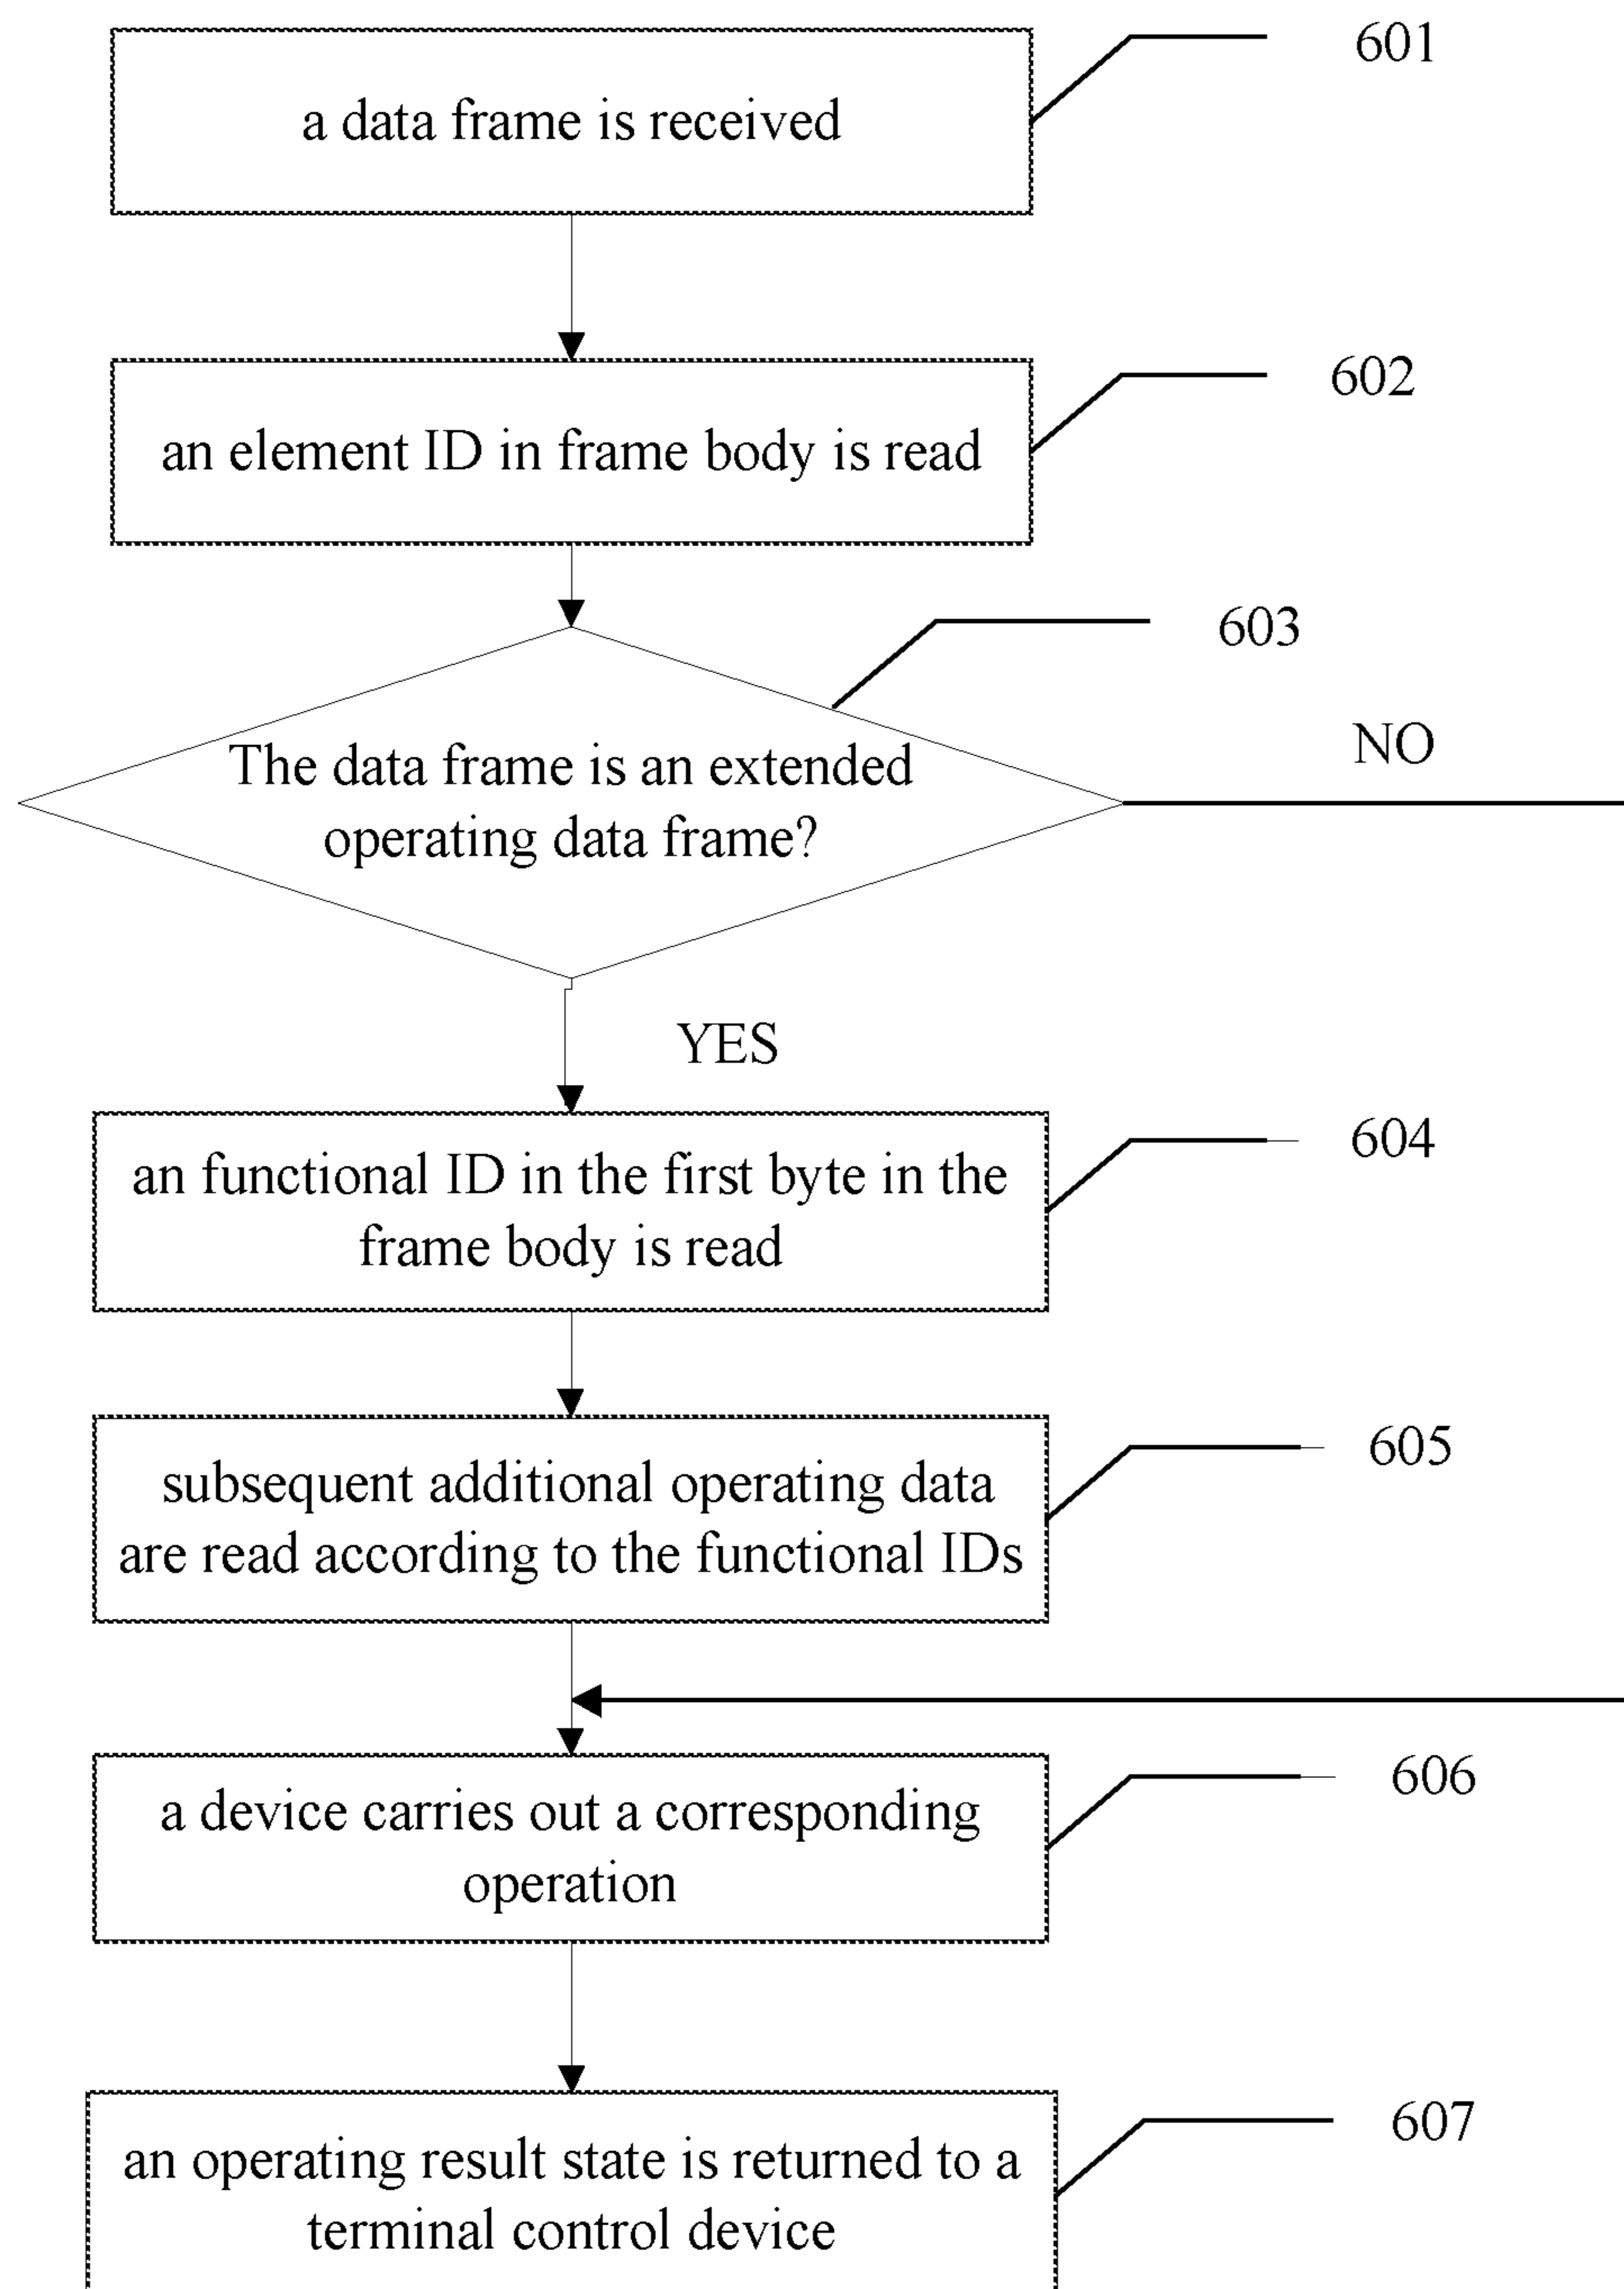 601
a data frame is received
602
an element ID in frame body is read
603
The data frame is an extended
operating data frame?
NO
YES
604
an functional ID in the first byte in the
frame body is read
605
subsequent additional operating data
are read according to the functional IDs
606
a device carries out a corresponding
operation
607
an operating result state is returned to a
terminal control device